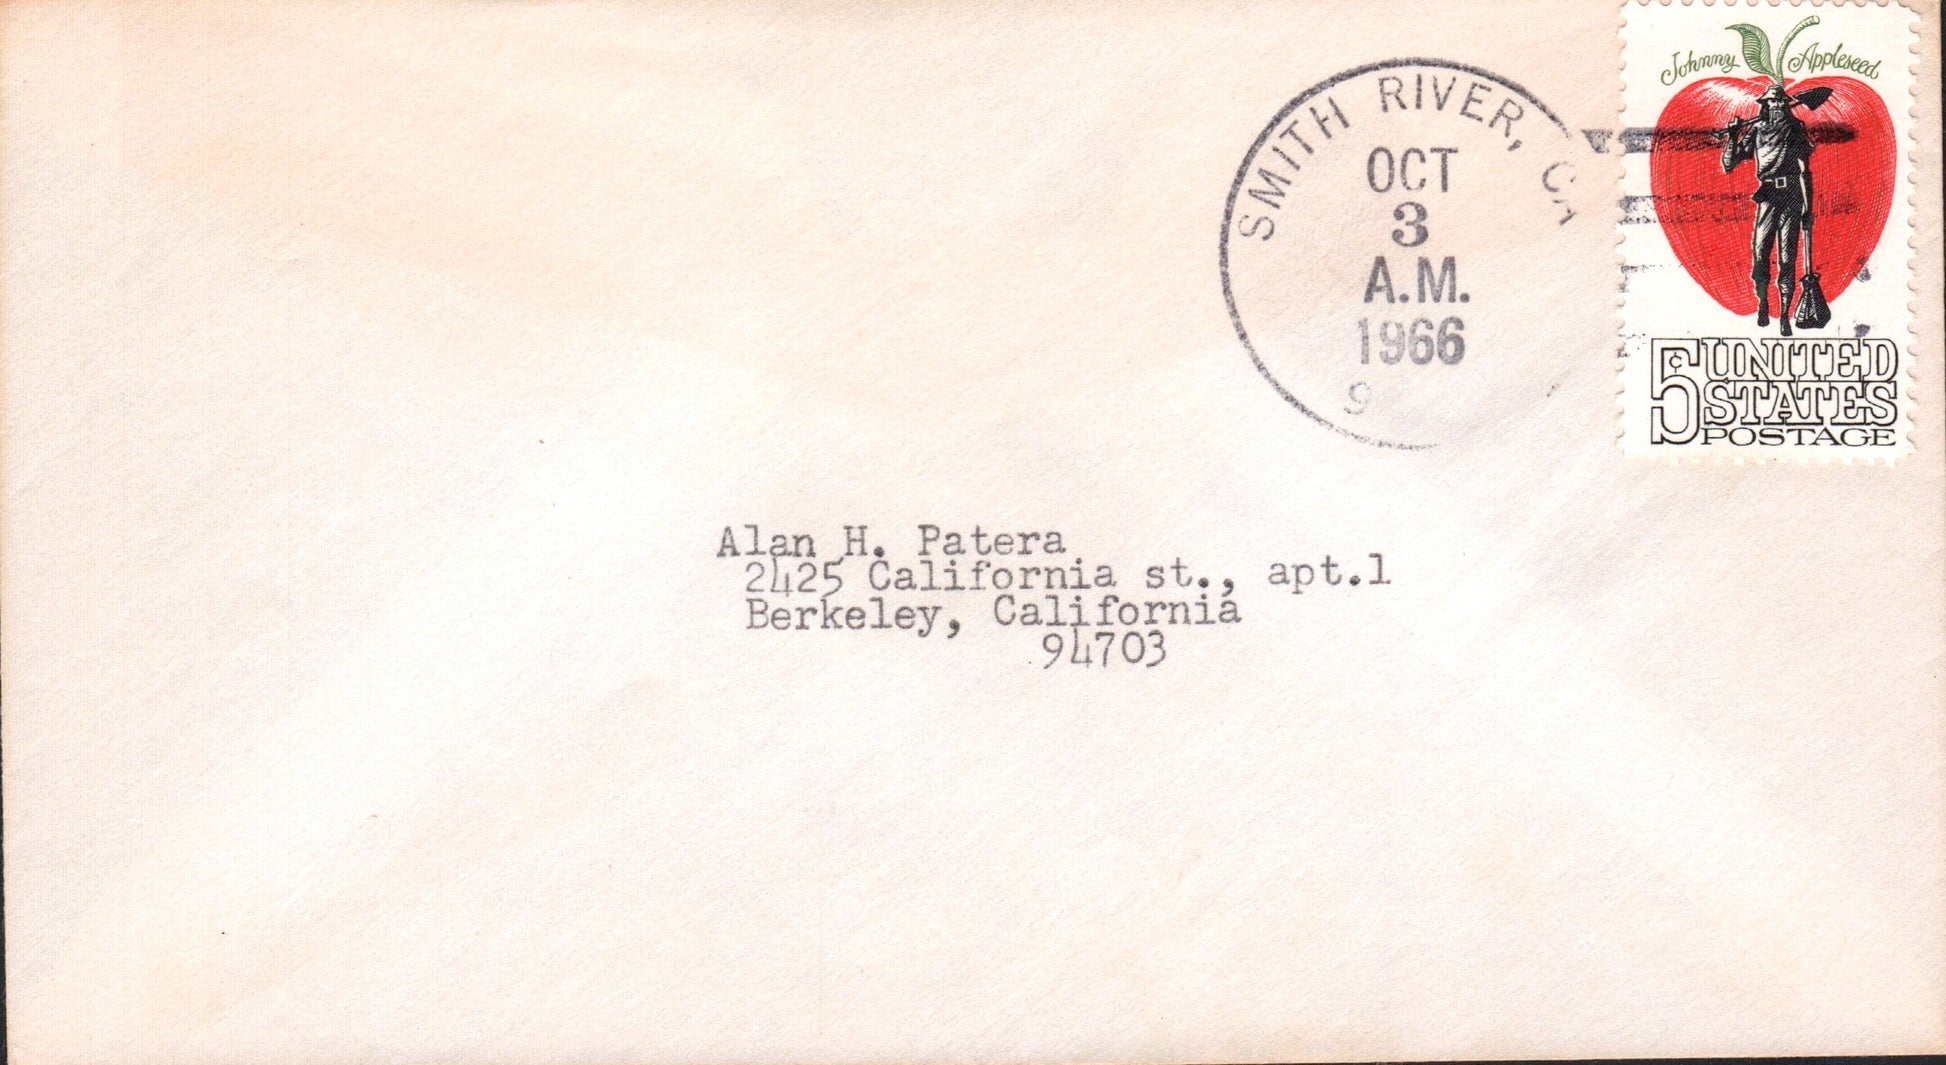 Johnny Appleseed
SMITH RIVER, CA
OCT
3
A.M.
1966
9
5¢ UNITED
STATES
POSTAGE
Alan H. Patera
2425 California st., apt.1
Berkeley, California
94703